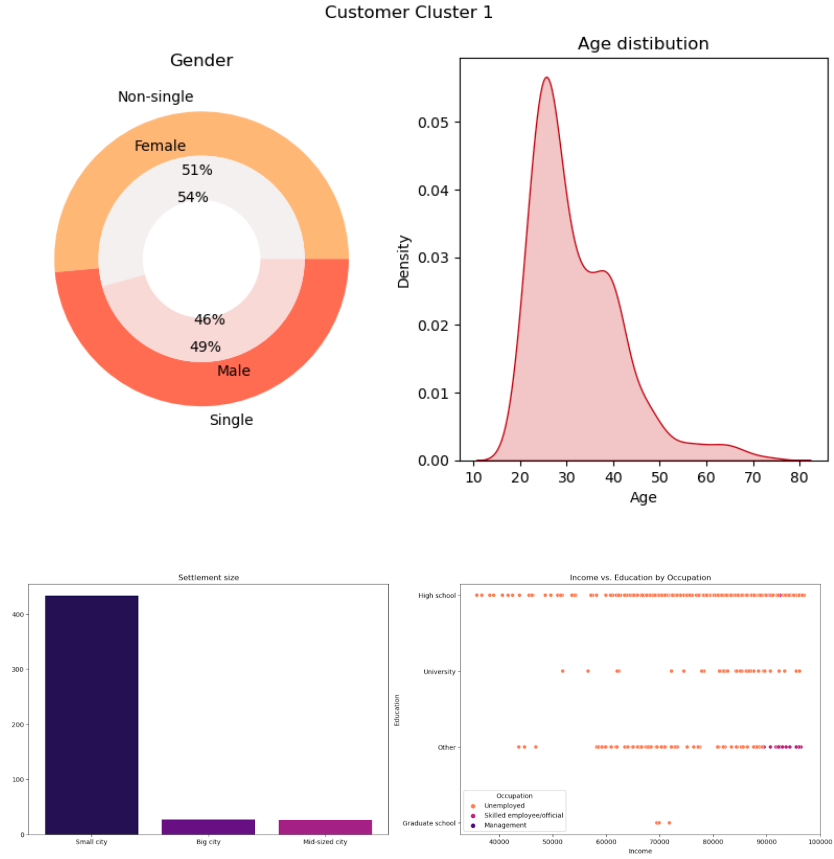 Customer Cluster 1
Gender
Non-single
Female
51%
54%
46%
49%
Male
Single
Age distibution
Density
0.05
0.04
0.03
0.02
0.01
0.00
10 20 30 40 50 60 70 80
Age
Settlement size
400
300
200
100
0
Small city Big city Mid-sized city
Income vs. Education by Occupation
Education
High school
University
Other
Graduate school
Occupation
Unemployed
Skilled employee/official
Management
40000 50000 60000 70000 80000 90000 100000
Income